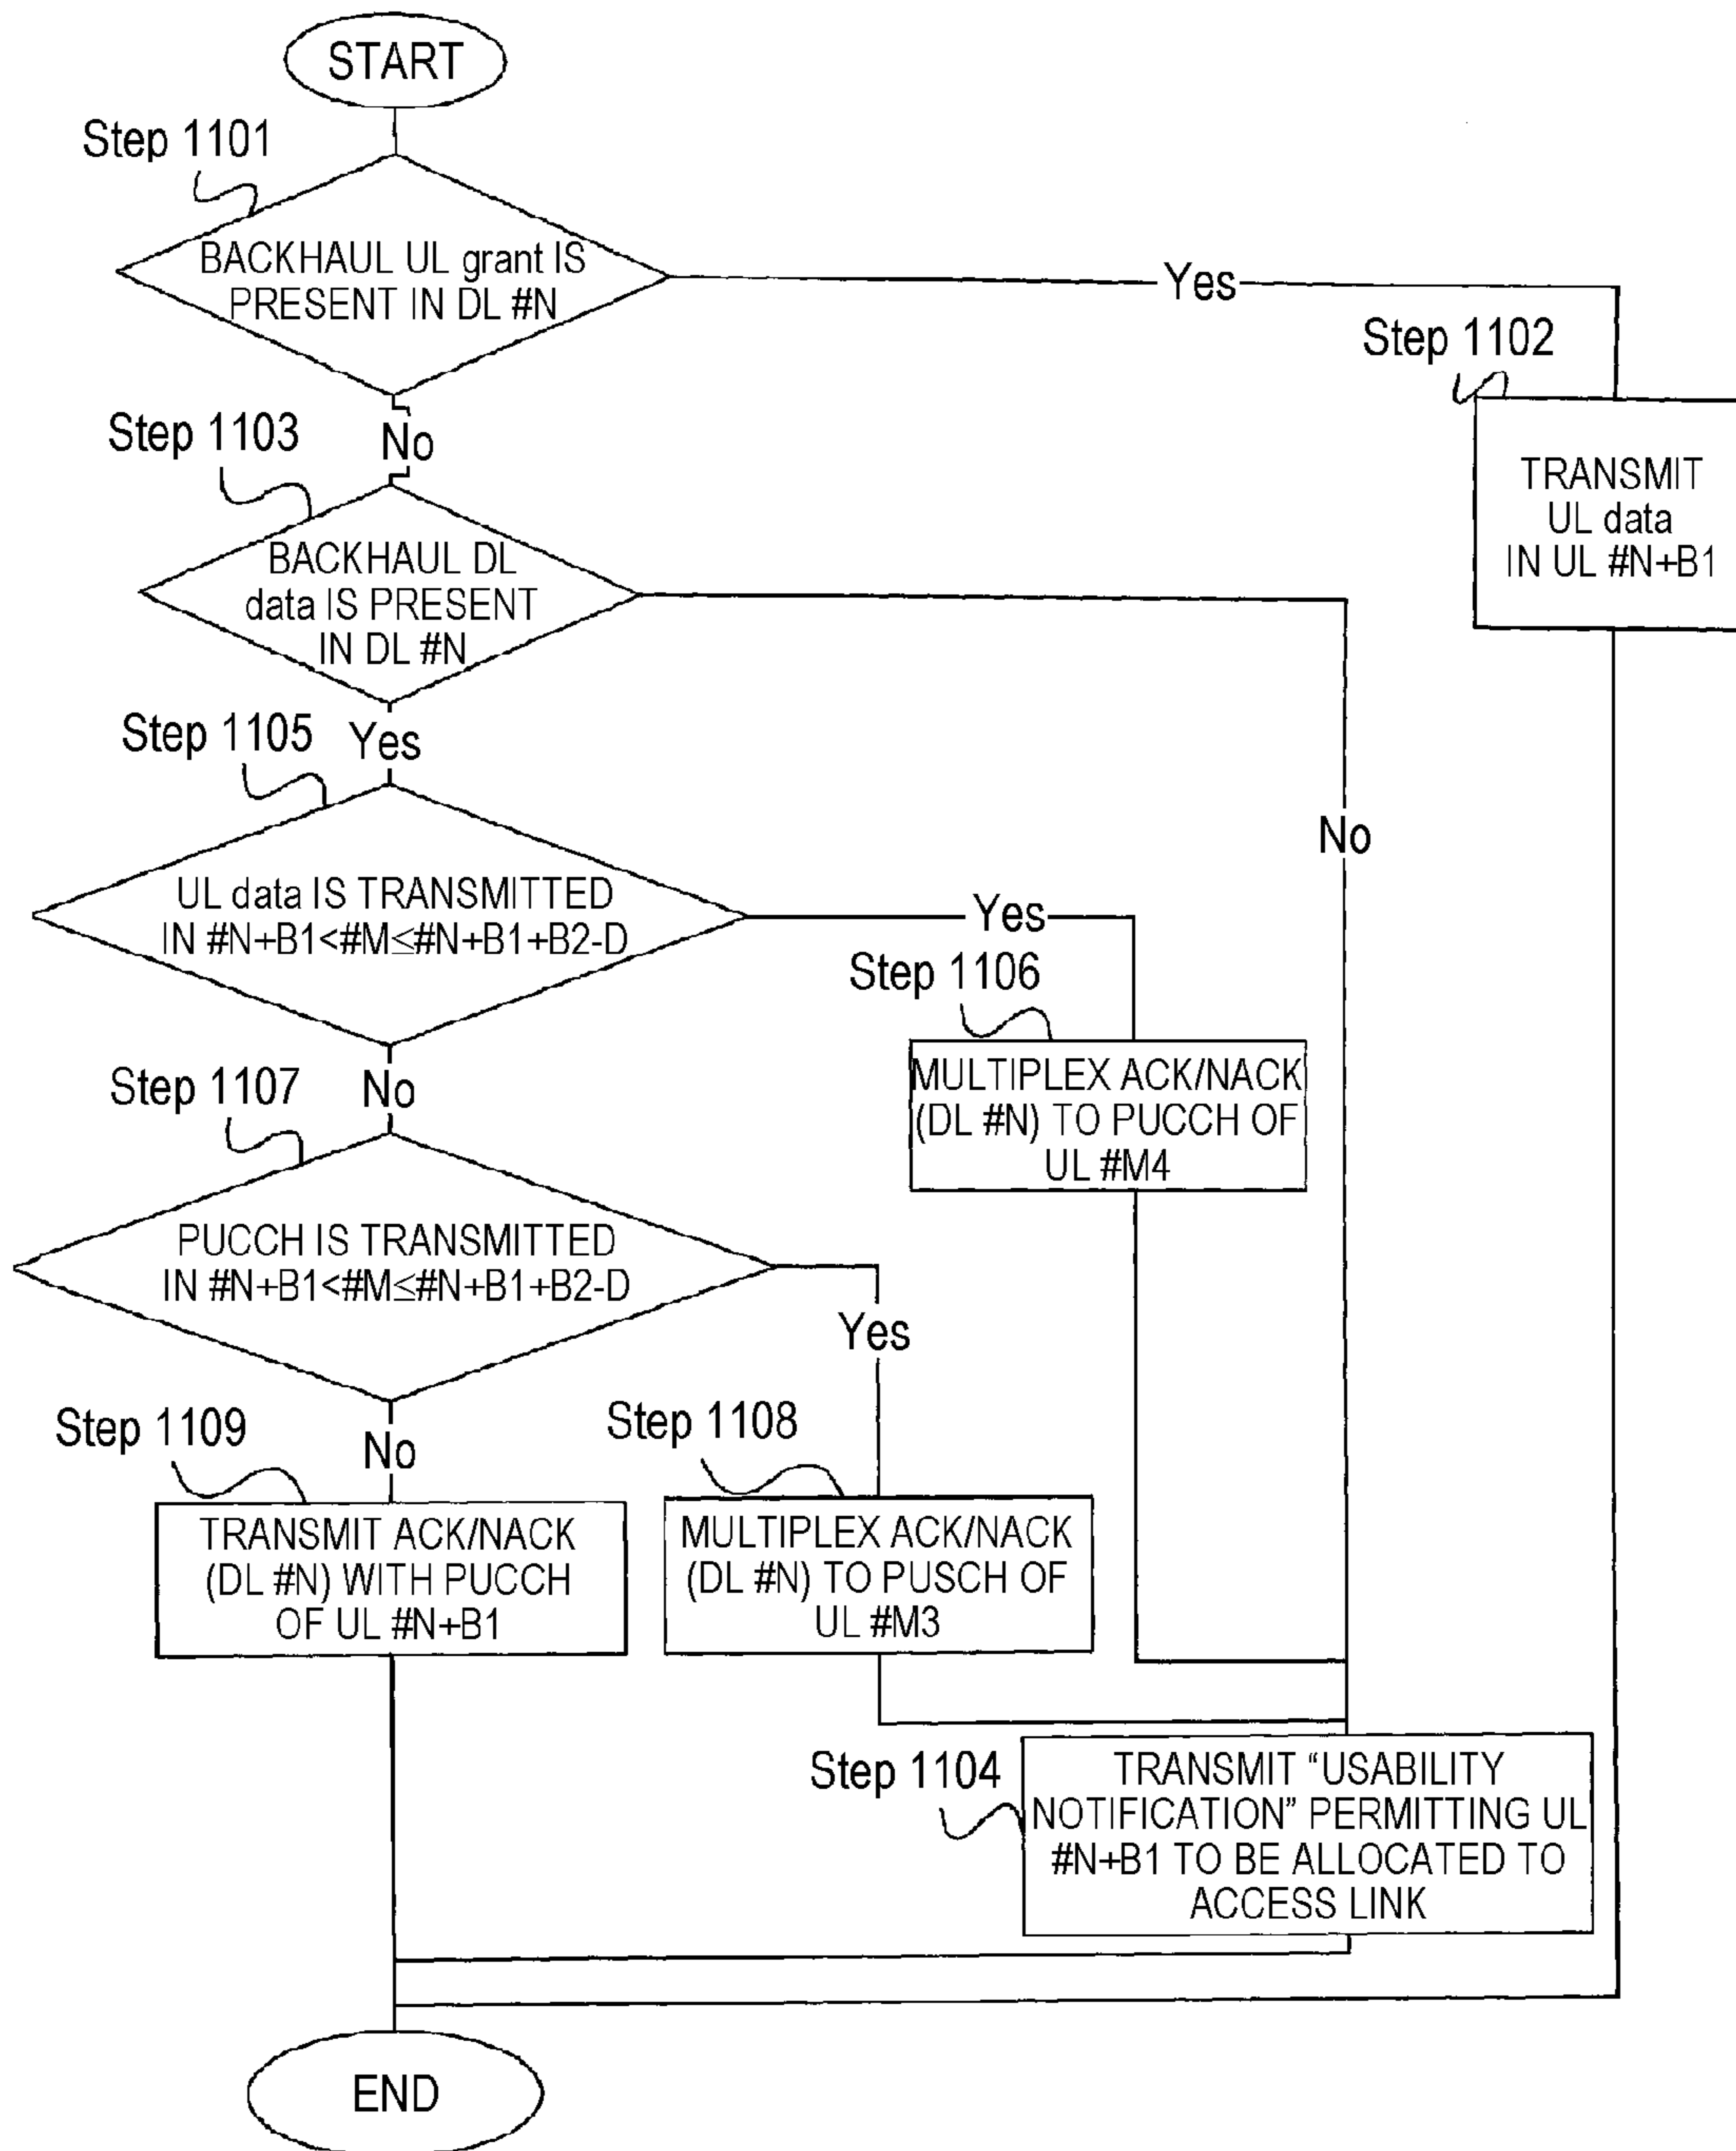 START
Step 1101
BACKHAUL UL grant IS
PRESENT IN DL #N
Yes
Step 1102
TRANSMIT
UL data
IN UL #N+B1
No
Step 1103
BACKHAUL DL
data IS PRESENT
IN DL #N
No
Yes
Step 1105
UL data IS TRANSMITTED
IN #N+B1<#M≤#N+B1+B2-D
Yes
Step 1106
MULTIPLEX ACK/NACK
(DL #N) TO PUCCH OF
UL #M4
No
Step 1107
PUCCH IS TRANSMITTED
IN #N+B1<#M≤#N+B1+B2-D
Yes
No
Step 1109
TRANSMIT ACK/NACK
(DL #N) WITH PUCCH
OF UL #N+B1
Step 1108
MULTIPLEX ACK/NACK
(DL #N) TO PUSCH OF
UL #M3
Step 1104
TRANSMIT “USABILITY
NOTIFICATION” PERMITTING UL
#N+B1 TO BE ALLOCATED TO
ACCESS LINK
END